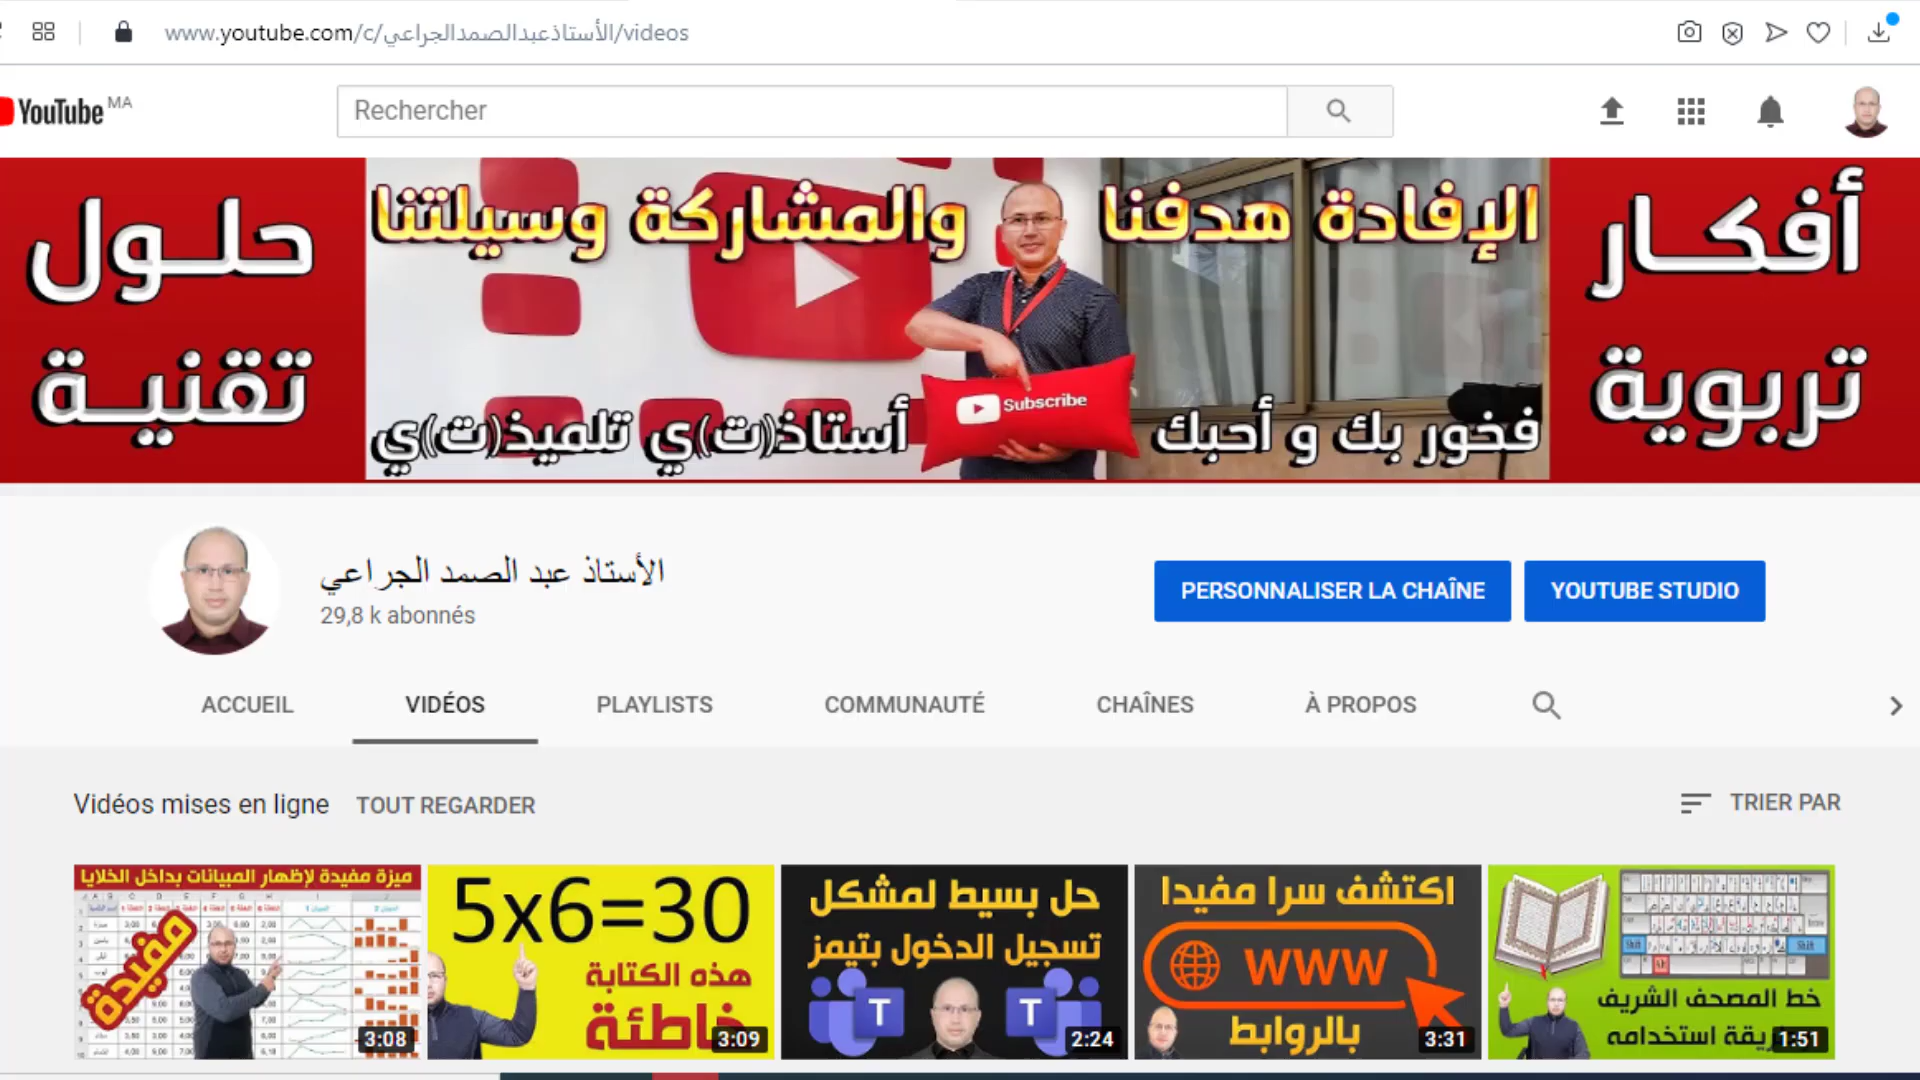 www.youtube.com/c/الأستاذعبدالصمدالجراعي/videos
YouTube MA
Rechercher
أفكار
تربوية
الإفادة هدفنا
والمشاركة وسيلتنا
فخور بك و أحبك
أستاذ(ت)ي تلميذ(ت)ي
Subscribe
حلول
تقنية
الأستاذ عبد الصمد الجراعي
29,8 k abonnés
PERSONNALISER LA CHAÎNE
YOUTUBE STUDIO
ACCUEIL
VIDÉOS
PLAYLISTS
COMMUNAUTÉ
CHAÎNES
À PROPOS
Vidéos mises en ligne
TOUT REGARDER
TRIER PAR
ميزة مفيدة لإظهار المبيانات بداخل الخلايا
مفيدة
3:08
5x6=30
هذه الكتابة
خاطئة
3:09
حل بسيط لمشكل
تسجيل الدخول بتيمز
T
T
2:24
اكتشف سرا مفيدا
WWW
بالروابط
3:31
Shift
Shift
Alt
خط المصحف الشريف
استخدامه
1:51